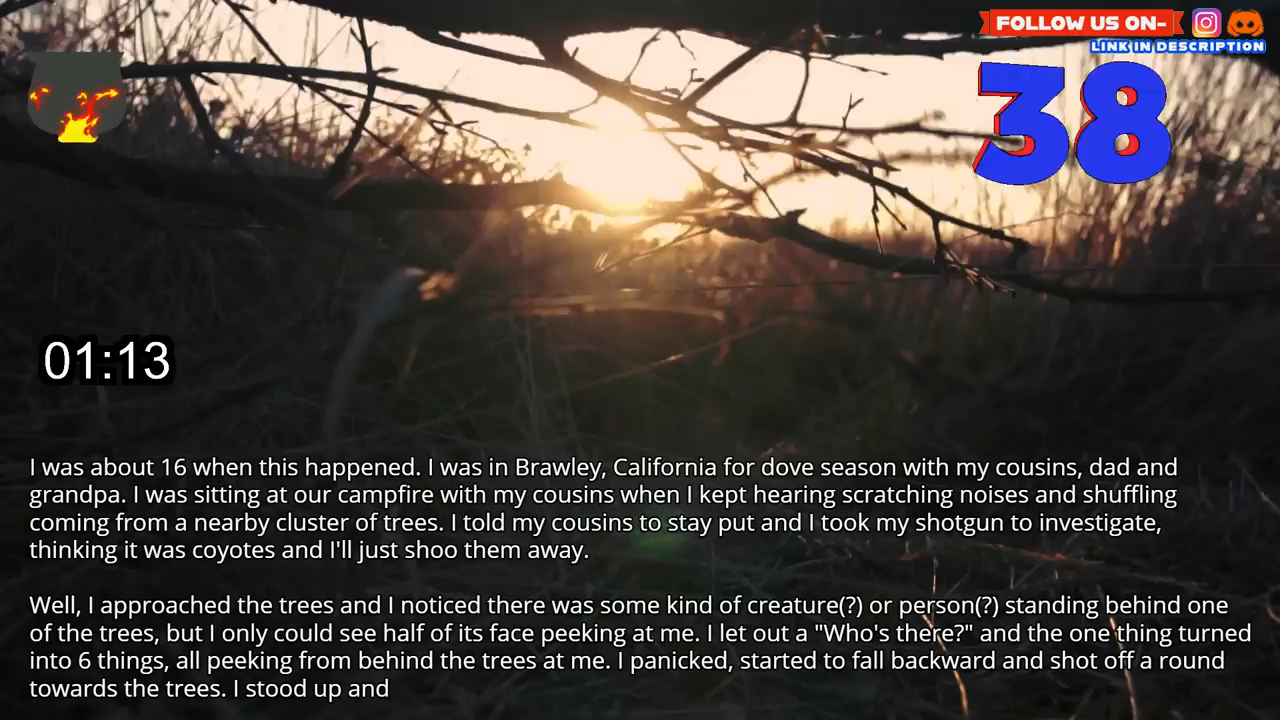 FOLLOW US ON-
LINK IN DESCRIPTION
38
01:13
I was about 16 when this happened. I was in Brawley, California for dove season with my cousins, dad and
grandpa. I was sitting at our campfire with my cousins when I kept hearing scratching noises and shuffling
coming from a nearby cluster of trees. I told my cousins to stay put and I took my shotgun to investigate,
thinking it was coyotes and I'll just shoo them away.
Well, I approached the trees and I noticed there was some kind of creature(?) or person(?) standing behind one
of the trees, but I only could see half of its face peeking at me. I let out a "Who's there?" and the one thing turned
into 6 things, all peeking from behind the trees at me. I panicked, started to fall backward and shot off a round
towards the trees. I stood up and